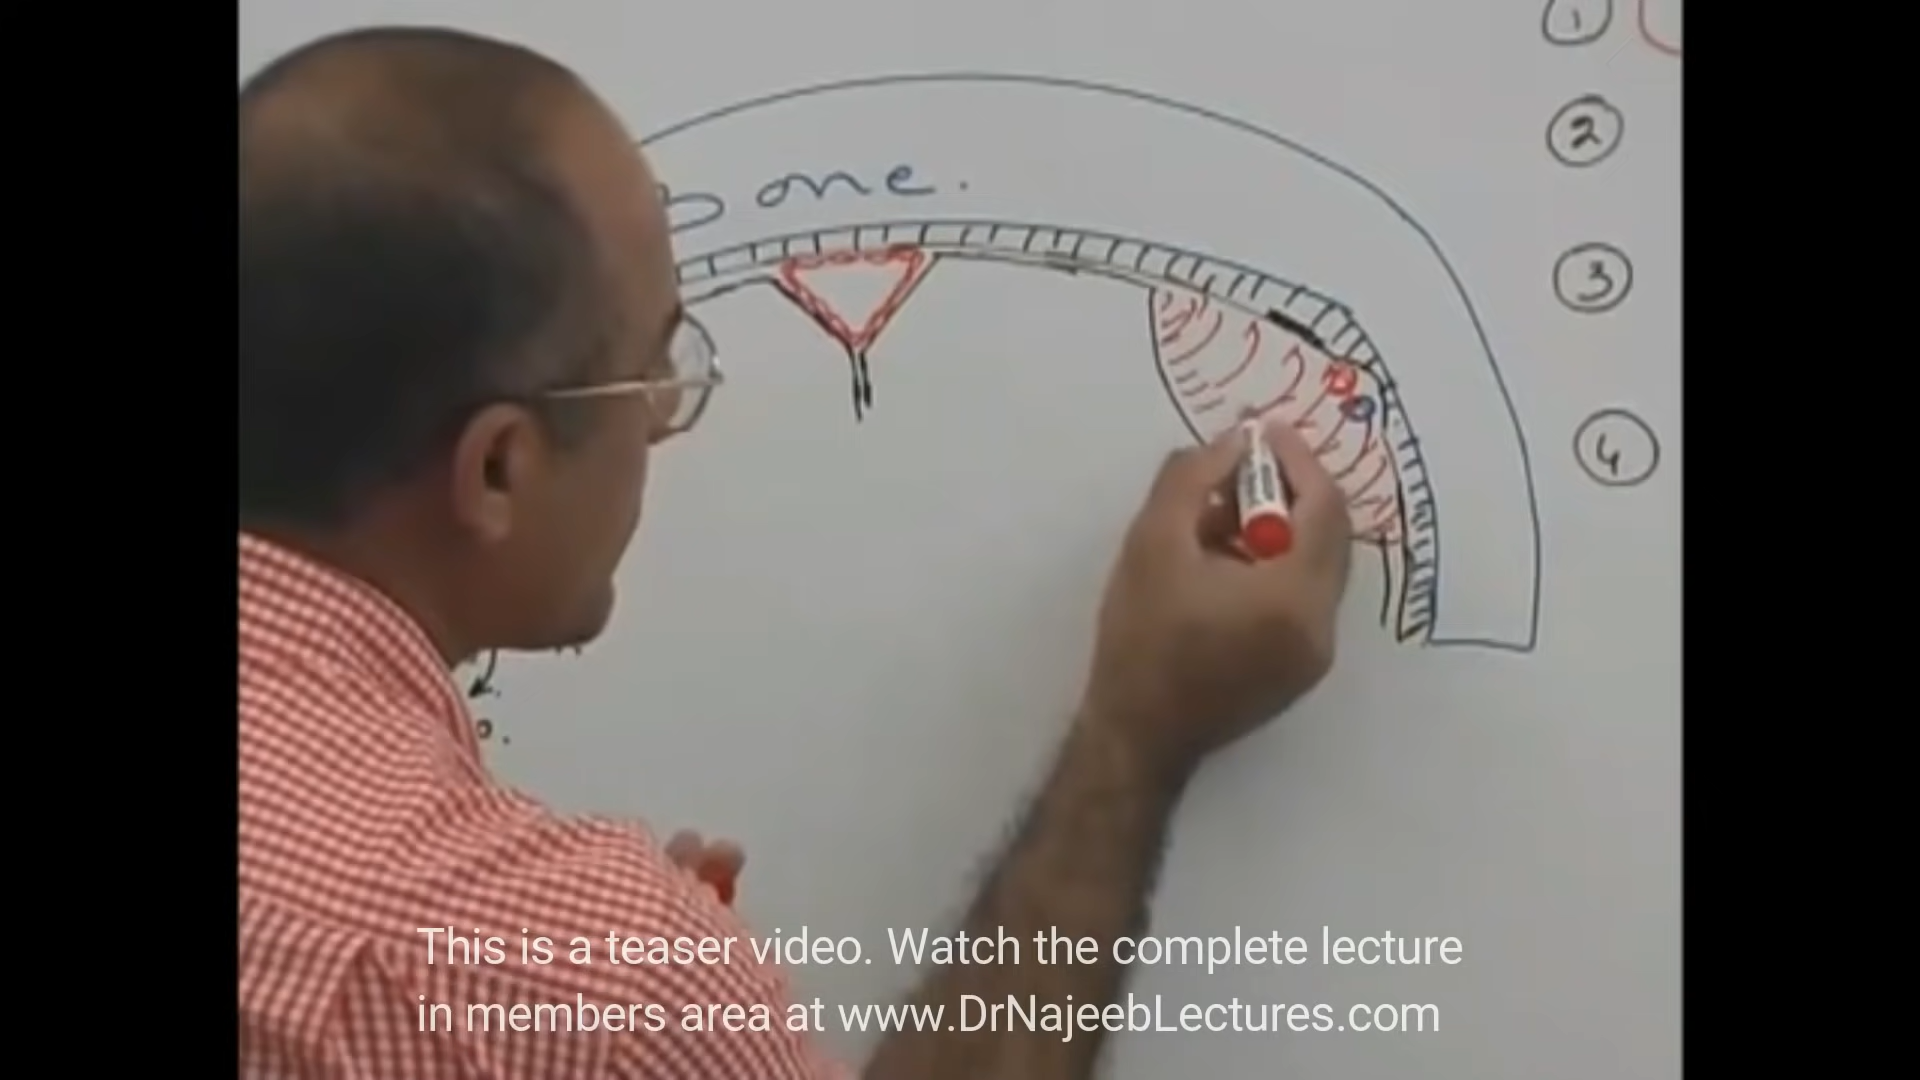 1
2
Bone.
3
4
This is a teaser video. Watch the complete lecture
in members area at www.DrNajeebLectures.com